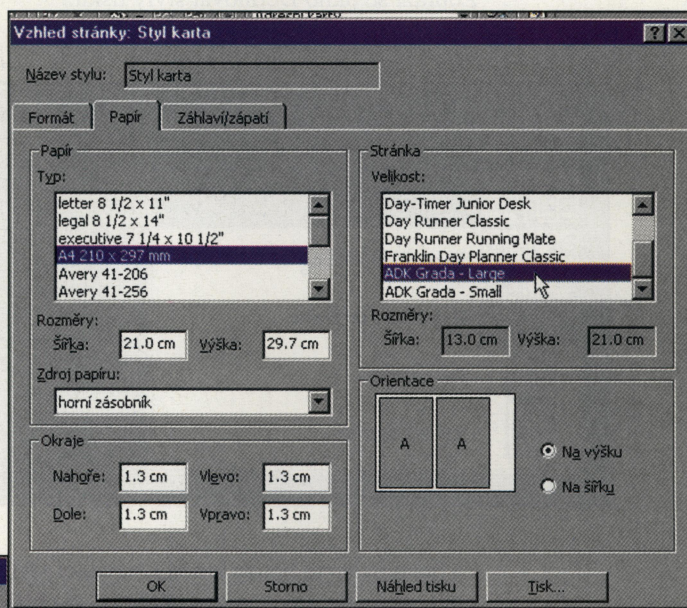 Vzhled stránky: Styl karta
Název stylu: Styl karta
Formát Papír Záhlaví/zápatí
Papír
Typ:
letter 8 1/2 x 11"
legal 8 1/2 x 14"
executive 7 1/4 x 10 1/2"
A4 210 x 297 mm
Avery 41-206
Avery 41-256
Rozměry:
Šířka: 21.0 cm Výška: 29.7 cm
Zdroj papíru:
horní zásobník
Okraje
Nahoře: 1.3 cm Vlevo: 1.3 cm
Dole: 1.3 cm Vpravo: 1.3 cm
Stránka
Velikost:
Day-Timer Junior Desk
Day Runner Classic
Day Runner Running Mate
Franklin Day Planner Classic
ADK Grada - Large
ADK Grada - Small
Rozměry:
Šířka: 13.0 cm Výška: 21.0 cm
Orientace
A A
Na výšku
Na šířku
OK Storno Náhled tisku Tisk...